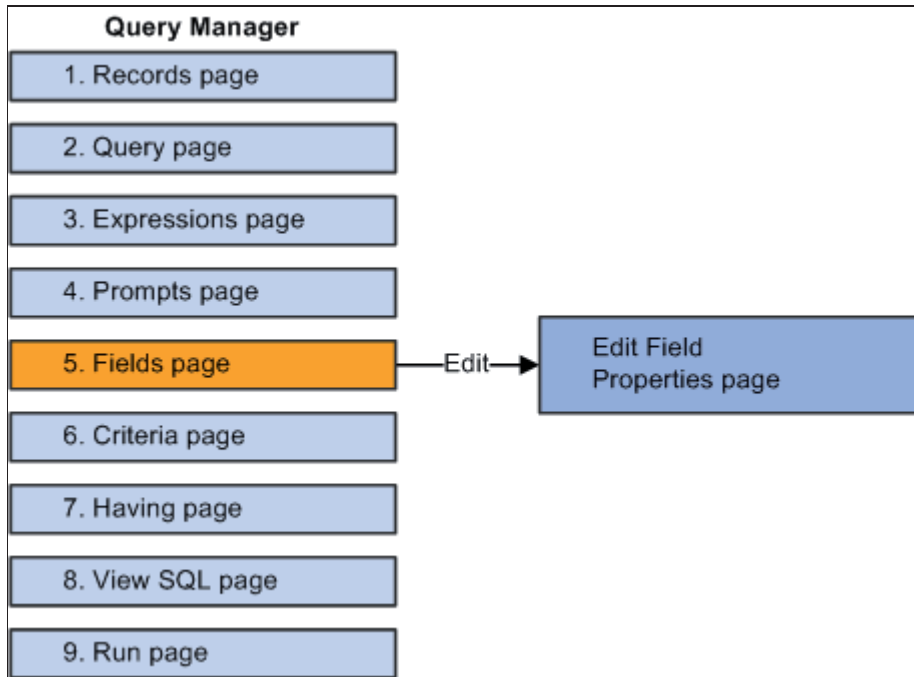 Query Manager
1. Records page
2. Query page
3. Expressions page
4. Prompts page
5. Fields page
Edit
Edit Field
Properties page
6. Criteria page
7. Having page
8. View SQL page
9. Run page